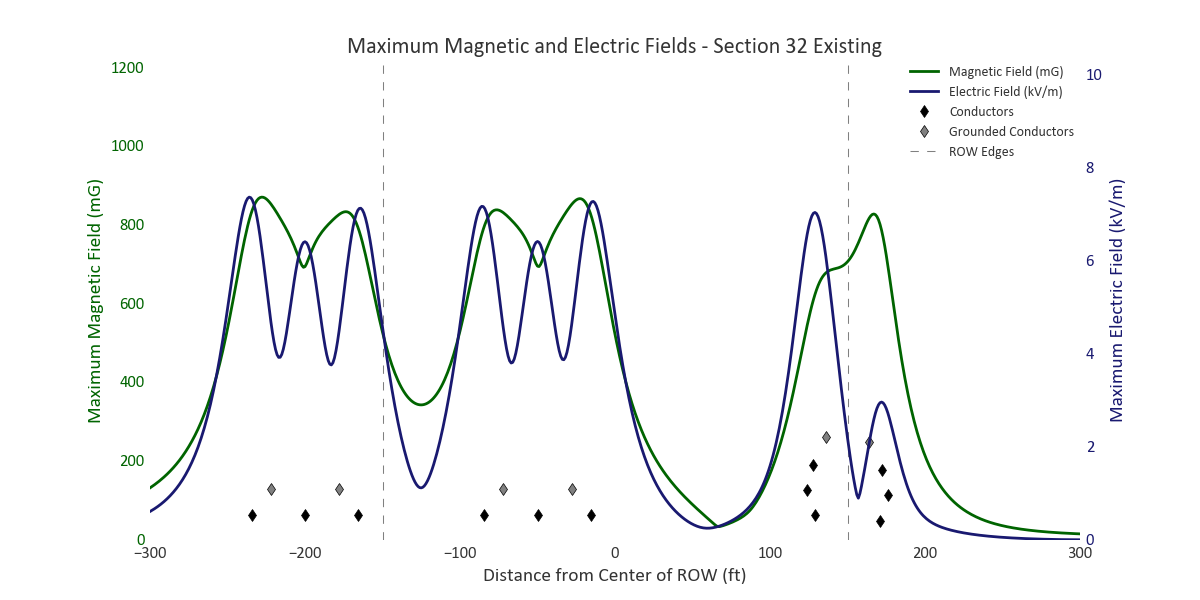 Maximum Magnetic and Electric Fields - Section 32 Existing
Magnetic Field (mG)
Electric Field (kV/m)
Conductors
Grounded Conductors
ROW Edges
Maximum Magnetic Field (mG)
1200
1000
800
600
400
200
0
Maximum Electric Field (kV/m)
10
8
6
4
2
0
−300
−200
−100
0
100
200
300
Distance from Center of ROW (ft)